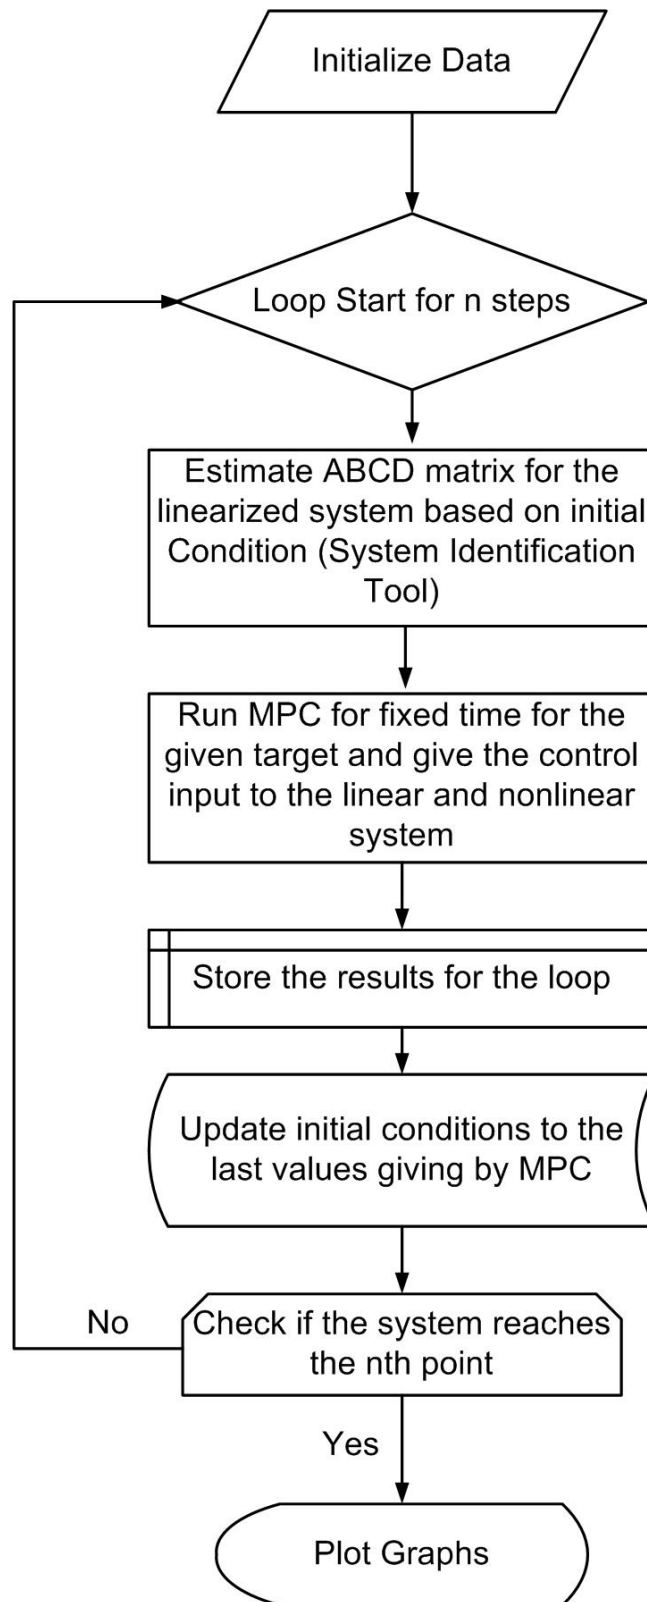 Initialize Data
Loop Start for n steps
Estimate ABCD matrix for the
linearized system based on initial
Condition (System Identification
Tool)
Run MPC for fixed time for the
given target and give the control
input to the linear and nonlinear
system
Store the results for the loop
Update initial conditions to the
last values giving by MPC
No
Check if the system reaches
the nth point
Yes
Plot Graphs